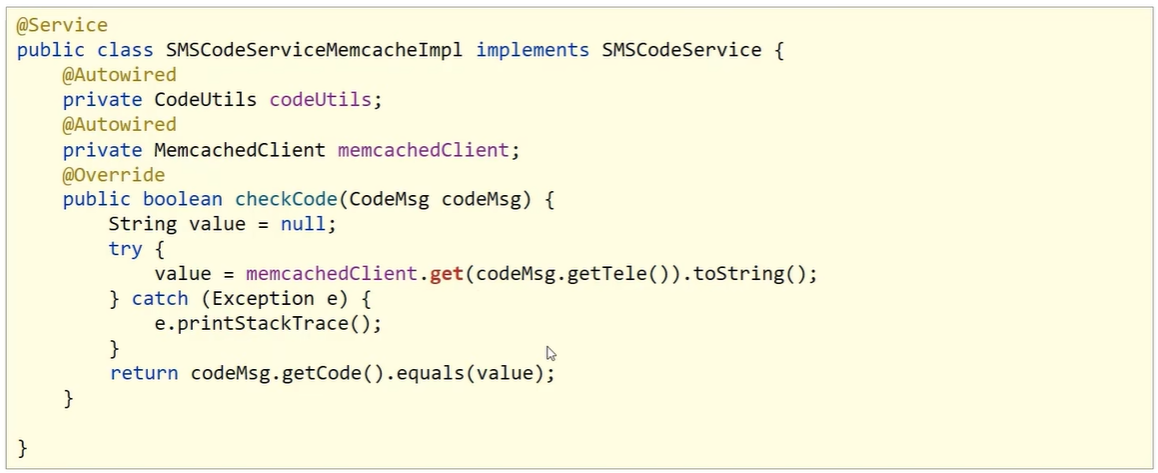 @Service
public class SMSCodeServiceMemcacheImpl implements SMSCodeService {
    @Autowired
    private CodeUtils codeUtils;
    @Autowired
    private MemcachedClient memcachedClient;
    @Override
    public boolean checkCode(CodeMsg codeMsg) {
        String value = null;
        try {
            value = memcachedClient.get(codeMsg.getTele()).toString();
        } catch (Exception e) {
            e.printStackTrace();
        }
        return codeMsg.getCode().equals(value);
    }
}